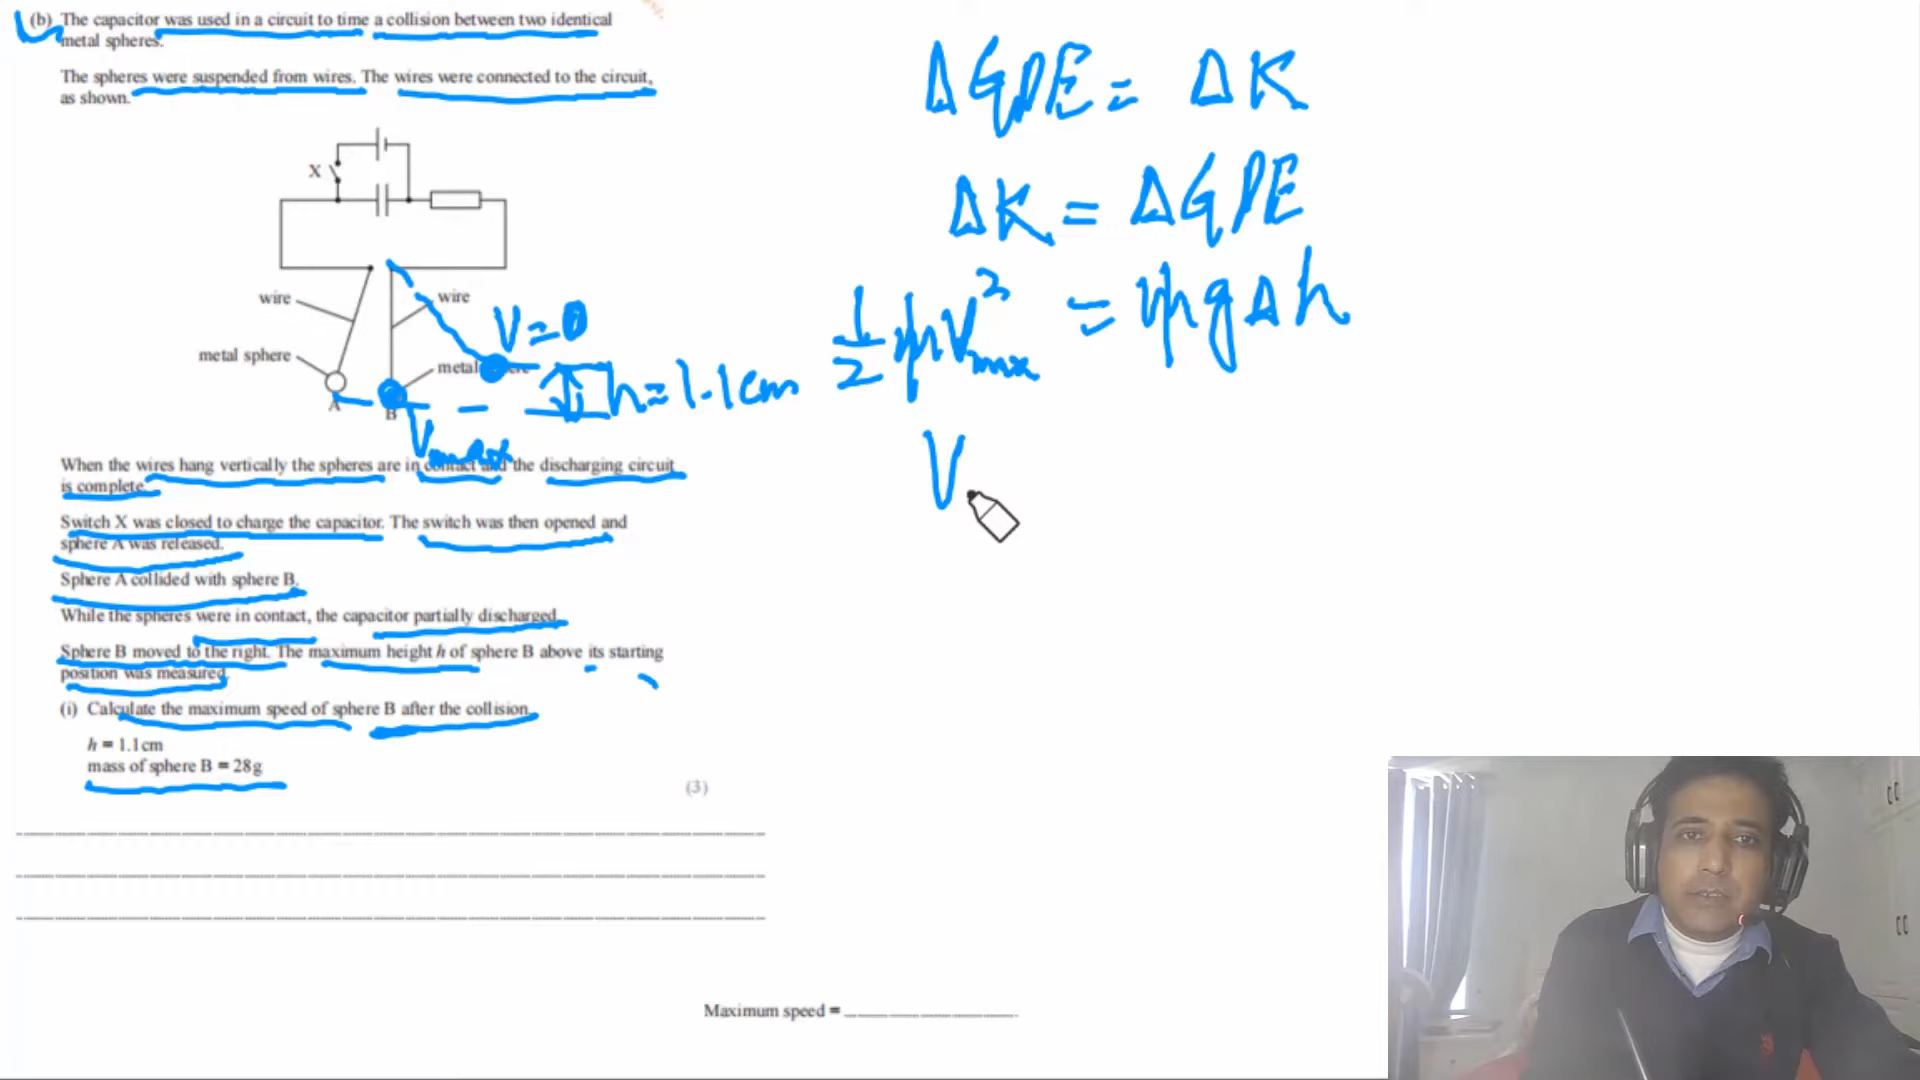 (b) The capacitor was used in a circuit to time a collision between two identical
metal spheres.
The spheres were suspended from wires. The wires were connected to the circuit,
as shown.
X
wire
wire
metal sphere
metal
A
B
V = 0
h = 1.1 cm
Vmax
When the wires hang vertically the spheres are in contact and the discharging circuit
is complete.
Switch X was closed to charge the capacitor. The switch was then opened and
sphere A was released.
Sphere A collided with sphere B.
While the spheres were in contact, the capacitor partially discharged.
Sphere B moved to the right. The maximum height h of sphere B above its starting
position was measured.
(i) Calculate the maximum speed of sphere B after the collision.
h = 1.1 cm
mass of sphere B = 28 g
(3)
Maximum speed =
ΔGPE = ΔK
ΔK = ΔGPE
1/2 mV²max = mgΔh
V